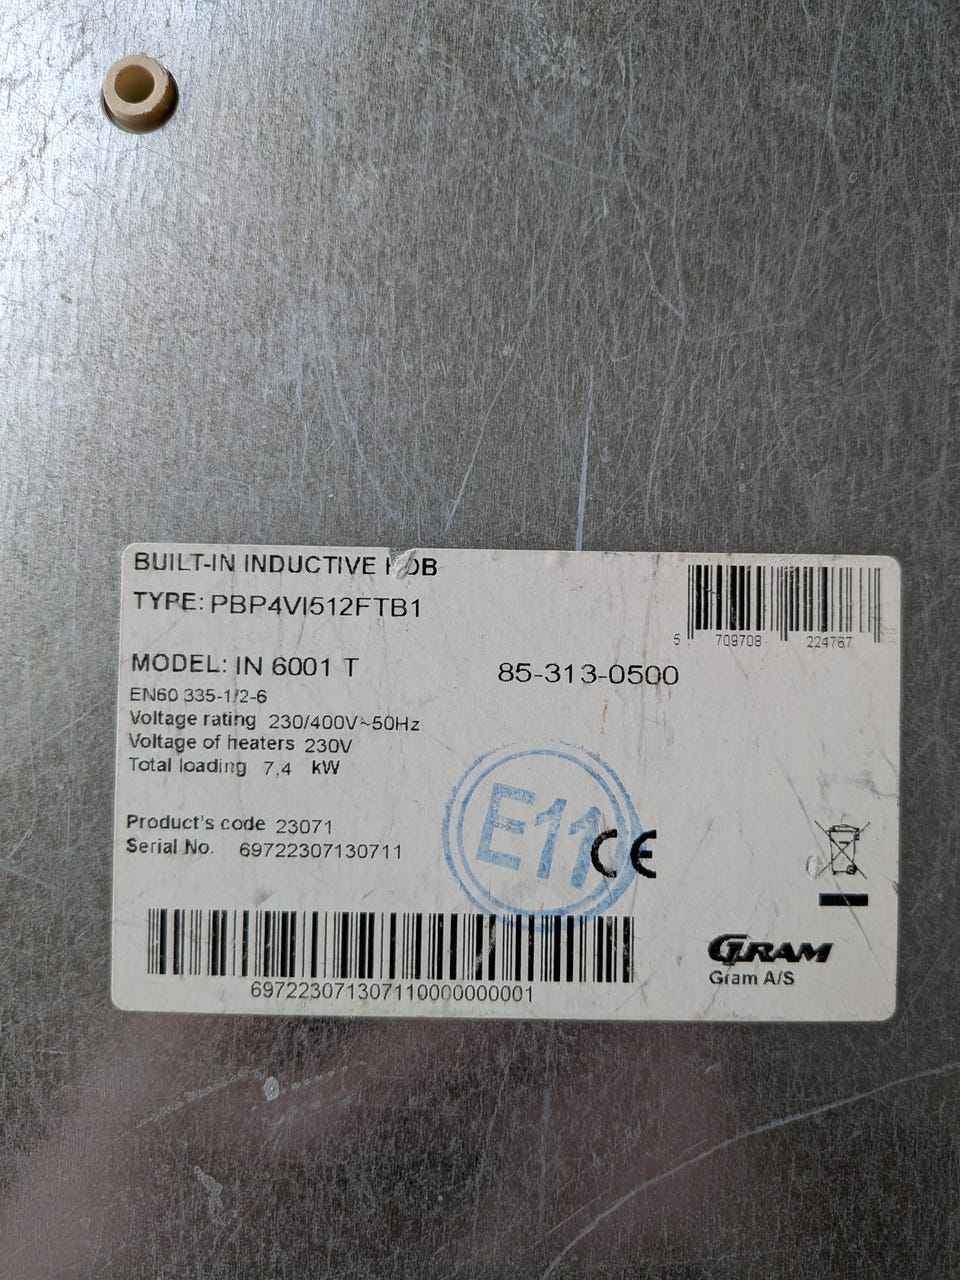 BUILT-IN INDUCTIVE HOB
TYPE: PBP4VI512FTB1
5 709708 224767
MODEL: IN 6001 T 85-313-0500
EN60 335-1/2-6
Voltage rating 230/400V~50Hz
Voltage of heaters 230V
Total loading 7,4 kW
E11
CE
Product's code 23071
Serial No. 69722307130711
697223071307110000000001
GRAM
Gram A/S